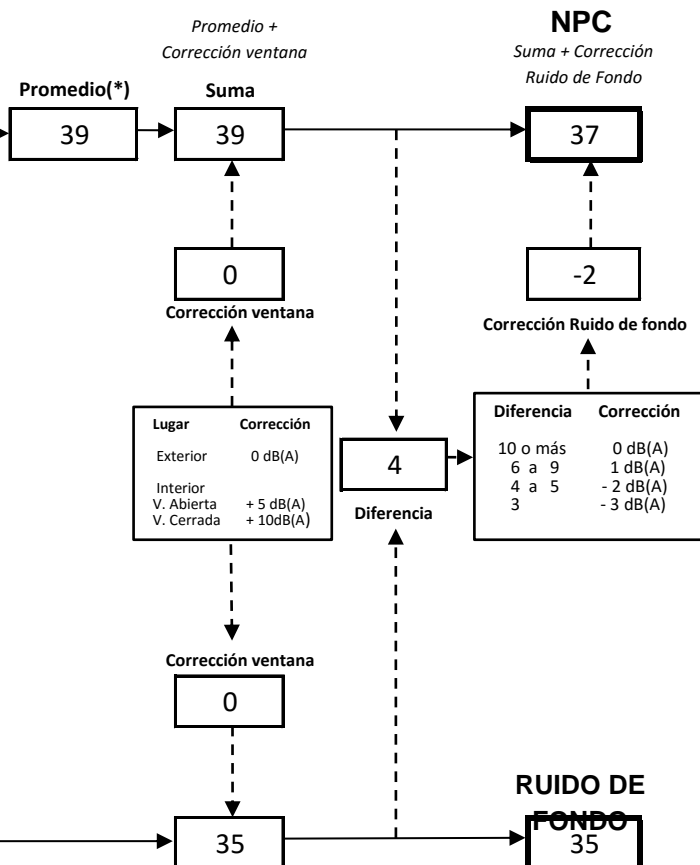 Promedio +
Corrección ventana
NPC
Suma + Corrección
Ruido de Fondo
Promedio(*)
Suma
39
39
37
0
-2
Corrección ventana
Corrección Ruido de fondo
Lugar Corrección
Exterior 0 dB(A)
Interior
V. Abierta + 5 dB(A)
V. Cerrada + 10dB(A)
4
Diferencia
Diferencia Corrección
10 o más 0 dB(A)
6 a 9 1 dB(A)
4 a 5 - 2 dB(A)
3 - 3 dB(A)
Corrección ventana
0
RUIDO DE
FONDO
35
35